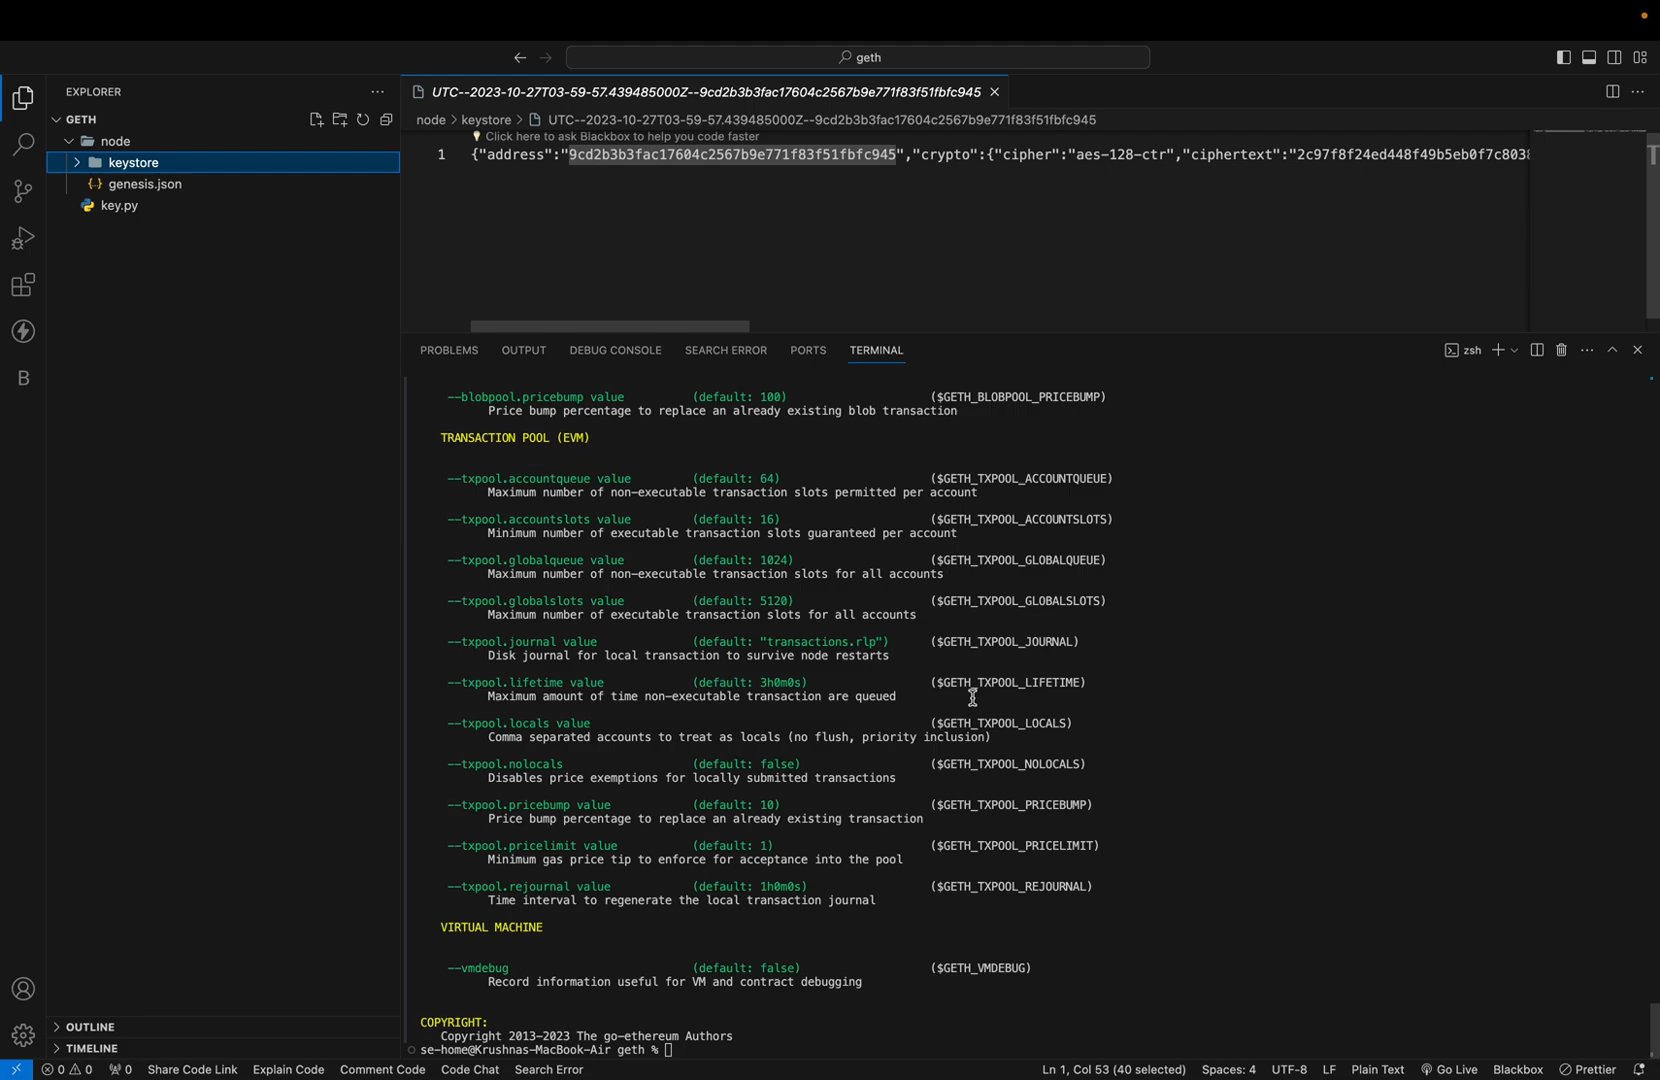 geth
EXPLORER
GETH
node
keystore
genesis.json
key.py
OUTLINE
TIMELINE
UTC--2023-10-27T03-59-57.439485000Z--9cd2b3b3fac17604c2567b9e771f83f51fbfc945
node > keystore > UTC--2023-10-27T03-59-57.439485000Z--9cd2b3b3fac17604c2567b9e771f83f51fbfc945
Click here to ask Blackbox to help you code faster
1 {"address":"9cd2b3b3fac17604c2567b9e771f83f51fbfc945","crypto":{"cipher":"aes-128-ctr","ciphertext":"2c97f8f24ed448f49b5eb0f7c8038
PROBLEMS OUTPUT DEBUG CONSOLE SEARCH ERROR PORTS TERMINAL zsh
--blobpool.pricebump value (default: 100) ($GETH_BLOBPOOL_PRICEBUMP)
Price bump percentage to replace an already existing blob transaction
TRANSACTION POOL (EVM)
--txpool.accountqueue value (default: 64) ($GETH_TXPOOL_ACCOUNTQUEUE)
Maximum number of non-executable transaction slots permitted per account
--txpool.accountslots value (default: 16) ($GETH_TXPOOL_ACCOUNTSLOTS)
Minimum number of executable transaction slots guaranteed per account
--txpool.globalqueue value (default: 1024) ($GETH_TXPOOL_GLOBALQUEUE)
Maximum number of non-executable transaction slots for all accounts
--txpool.globalslots value (default: 5120) ($GETH_TXPOOL_GLOBALSLOTS)
Maximum number of executable transaction slots for all accounts
--txpool.journal value (default: "transactions.rlp") ($GETH_TXPOOL_JOURNAL)
Disk journal for local transaction to survive node restarts
--txpool.lifetime value (default: 3h0m0s) ($GETH_TXPOOL_LIFETIME)
Maximum amount of time non-executable transaction are queued
--txpool.locals value ($GETH_TXPOOL_LOCALS)
Comma separated accounts to treat as locals (no flush, priority inclusion)
--txpool.nolocals (default: false) ($GETH_TXPOOL_NOLOCALS)
Disables price exemptions for locally submitted transactions
--txpool.pricebump value (default: 10) ($GETH_TXPOOL_PRICEBUMP)
Price bump percentage to replace an already existing transaction
--txpool.pricelimit value (default: 1) ($GETH_TXPOOL_PRICELIMIT)
Minimum gas price tip to enforce for acceptance into the pool
--txpool.rejournal value (default: 1h0m0s) ($GETH_TXPOOL_REJOURNAL)
Time interval to regenerate the local transaction journal
VIRTUAL MACHINE
--vmdebug (default: false) ($GETH_VMDEBUG)
Record information useful for VM and contract debugging
COPYRIGHT:
Copyright 2013-2023 The go-ethereum Authors
se-home@Krushnas-MacBook-Air geth %
B
0 0 0 Share Code Link Explain Code Comment Code Code Chat Search Error Ln 1, Col 53 (40 selected) Spaces: 4 UTF-8 LF Plain Text Go Live Blackbox Prettier